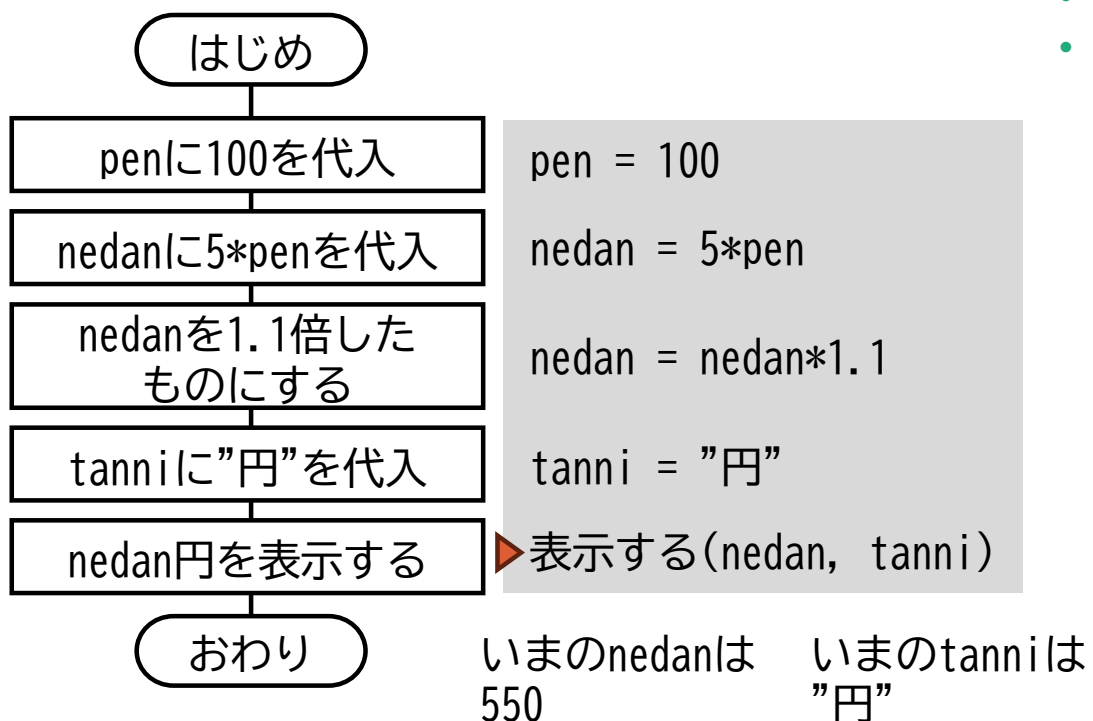 はじめ
penに100を代入
pen = 100
nedanに5*penを代入
nedan = 5*pen
nedanを1.1倍した
ものにする
nedan = nedan*1.1
tanniに”円”を代入
tanni = ”円”
nedan円を表示する
表示する(nedan, tanni)
おわり
いまのnedanは
550
いまのtanniは
”円”